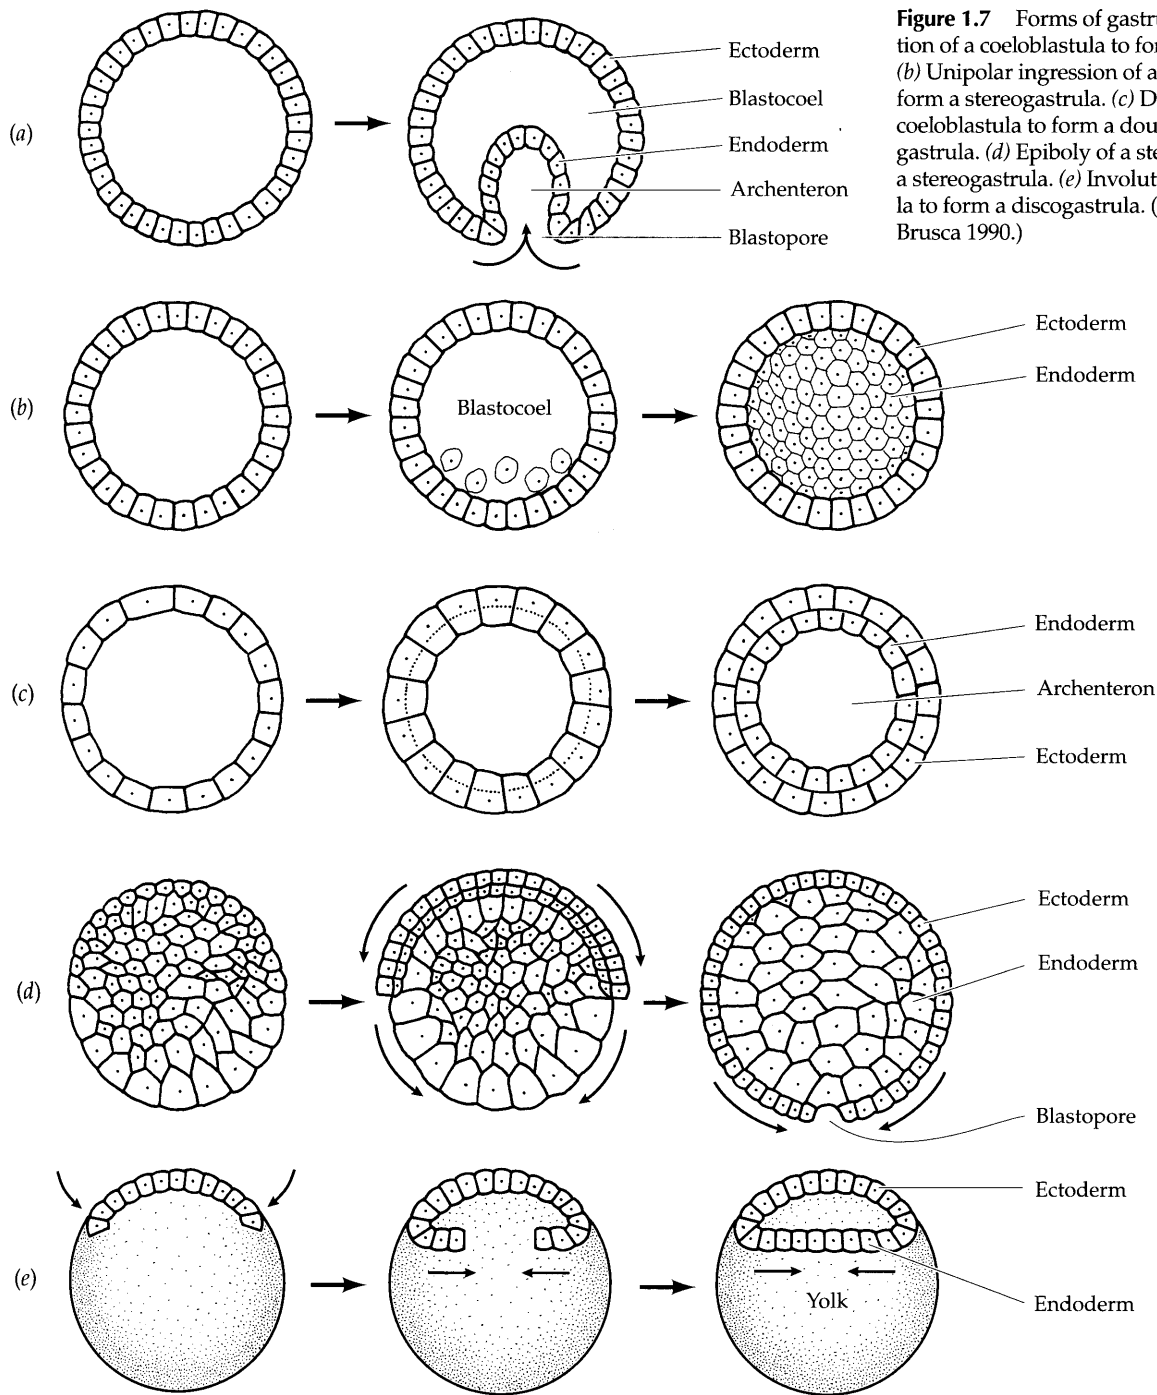 Figure 1.7 Forms of gastru
tion of a coeloblastula to for
(b) Unipolar ingression of a
form a stereogastrula. (c) D
coeloblastula to form a dou
gastrula. (d) Epiboly of a ste
a stereogastrula. (e) Involut
la to form a discogastrula. (
Brusca 1990.)
(a)
Ectoderm
Blastocoel
Endoderm
Archenteron
Blastopore
(b)
Blastocoel
Ectoderm
Endoderm
(c)
Endoderm
Archenteron
Ectoderm
(d)
Ectoderm
Endoderm
Blastopore
(e)
Ectoderm
Yolk
Endoderm